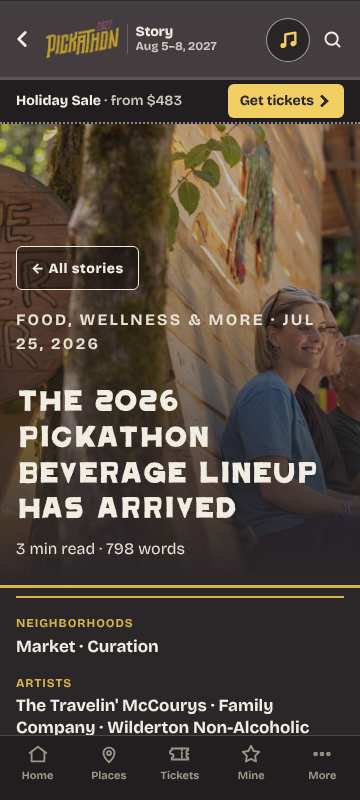 2027
PICKATHON
Story
Aug 5–8, 2027
Holiday Sale · from $483
Get tickets
← All stories
FOOD, WELLNESS & MORE · JUL
25, 2026
THE 2026
PICKATHON
BEVERAGE LINEUP
HAS ARRIVED
3 min read · 798 words
NEIGHBORHOODS
Market · Curation
ARTISTS
The Travelin' McCourys · Family
Company · Wilderton Non-Alcoholic
Home
Places
Tickets
Mine
More